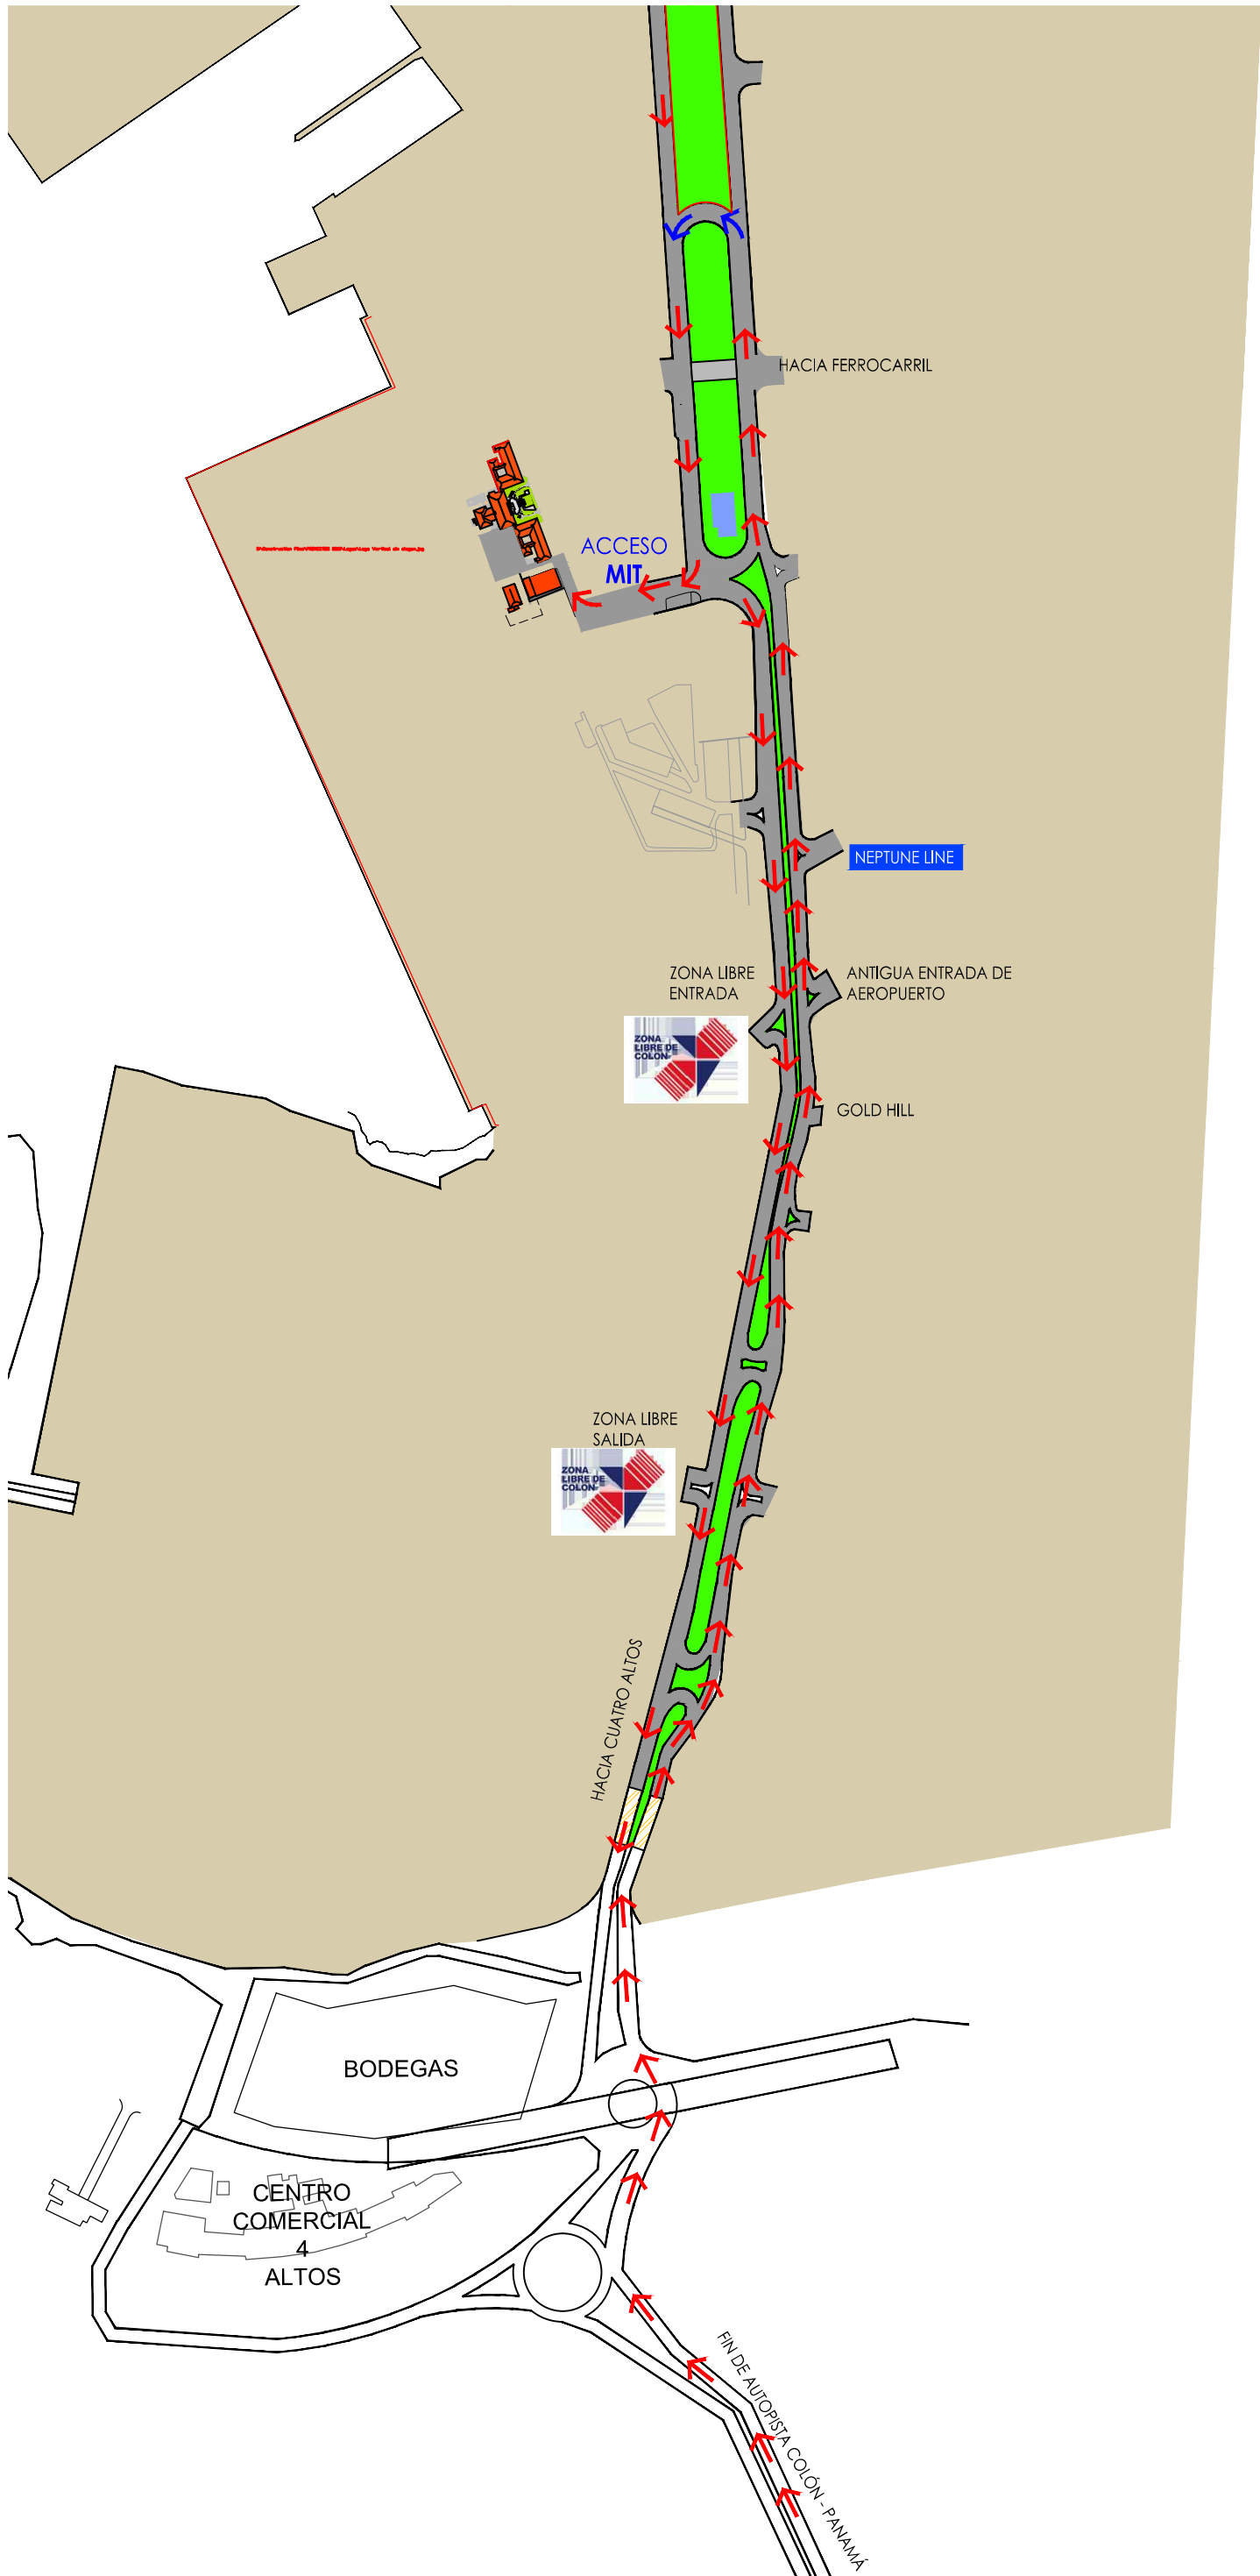 HACIA FERROCARRIL
ACCESO
MIT
NEPTUNE LINE
ZONA LIBRE
ENTRADA
ANTIGUA ENTRADA DE
AEROPUERTO
ZONA
LIBRE DE
COLON
GOLD HILL
ZONA LIBRE
SALIDA
ZONA
LIBRE DE
COLON
HACIA CUATRO ALTOS
BODEGAS
CENTRO
COMERCIAL
4
ALTOS
FIN DE AUTOPISTA COLÓN - PANAMÁ